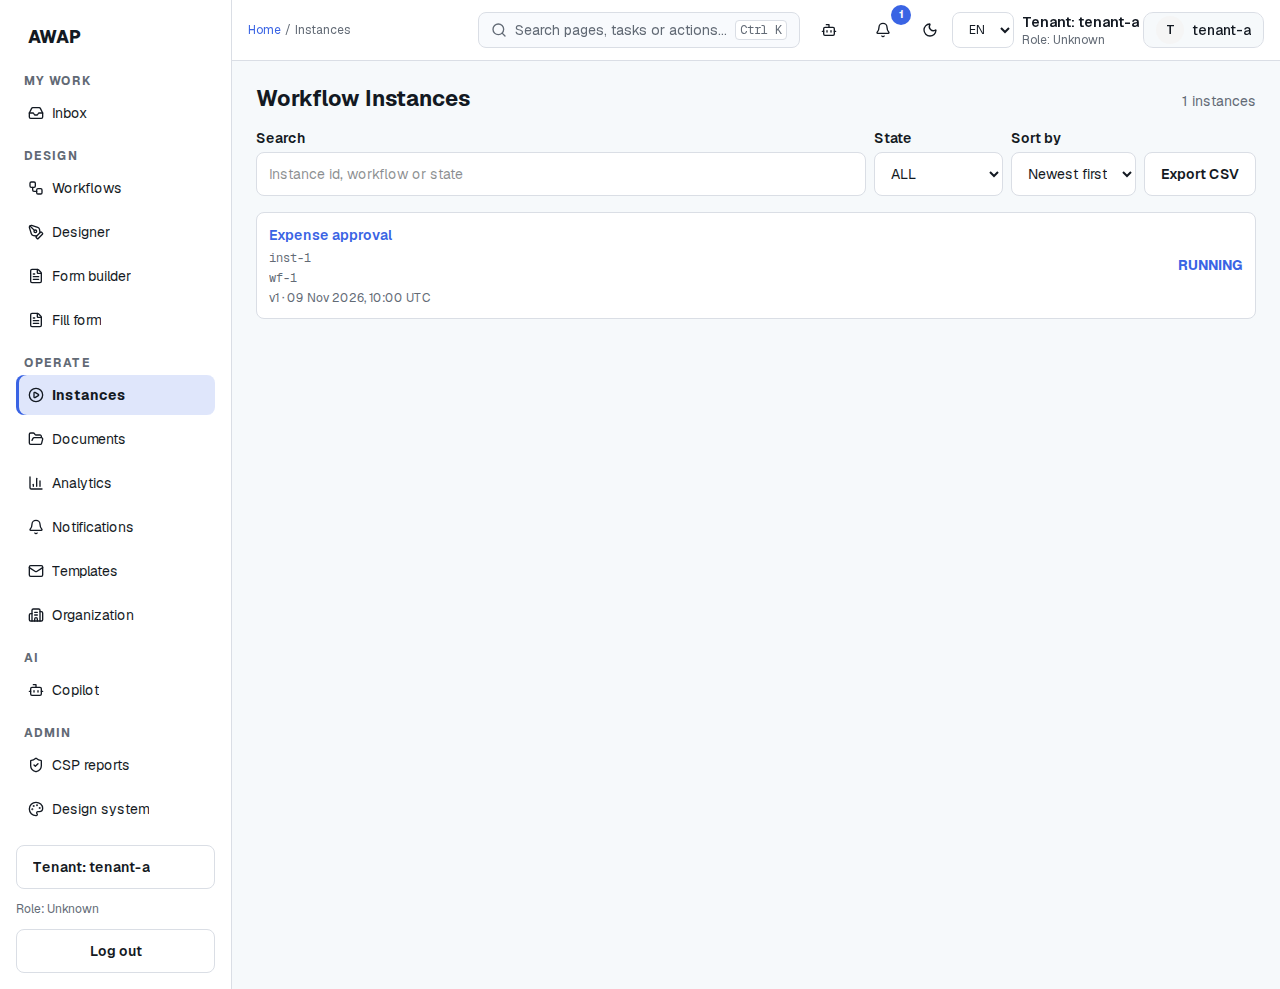 AWAP
MY WORK
Inbox
DESIGN
Workflows
Designer
Form builder
Fill form
OPERATE
Instances
Documents
Analytics
Notifications
Templates
Organization
AI
Copilot
ADMIN
CSP reports
Design system
Tenant: tenant-a
Role: Unknown
Log out
Home / Instances
Search pages, tasks or actions... Ctrl K
1
EN
Tenant: tenant-a
Role: Unknown
T tenant-a
Workflow Instances
1 instances
Search
Instance id, workflow or state
State
ALL
Sort by
Newest first
Export CSV
Expense approval
inst-1
wf-1
v1 · 09 Nov 2026, 10:00 UTC
RUNNING